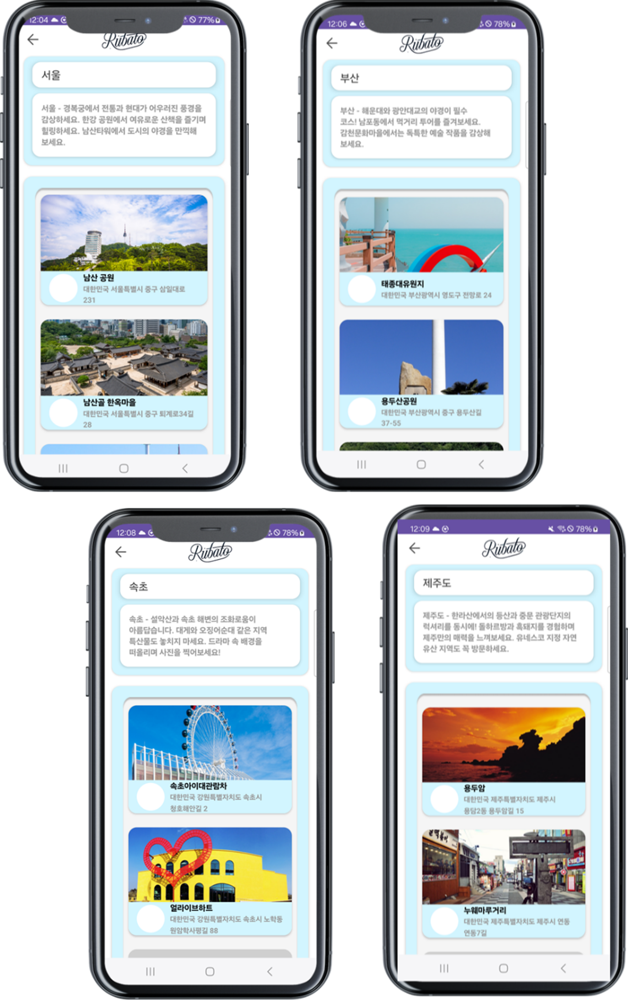 12:04
77%
Rubato
서울
서울 - 경복궁에서 전통과 현대가 어우러진 풍경을
감상하세요. 한강 공원에서 여유로운 산책을 즐기며
힐링하세요. 남산타워에서 도시의 야경을 만끽해
보세요.
남산 공원
대한민국 서울특별시 중구 삼일대로
231
남산골 한옥마을
대한민국 서울특별시 중구 퇴계로34길
28
12:06
78%
Rubato
부산
부산 - 해운대와 광안대교의 야경이 필수
코스! 남포동에서 먹거리 투어를 즐겨보세요.
감천문화마을에서는 독특한 예술 작품을 감상해
보세요.
태종대유원지
대한민국 부산광역시 영도구 전망로 24
용두산공원
대한민국 부산광역시 중구 용두산길
37-55
12:08
78%
Rubato
속초
속초 - 설악산과 속초 해변의 조화로움이
아름답습니다. 대게와 오징어순대 같은 지역
특산물도 놓치지 마세요. 드라마 속 배경을
떠올리며 사진을 찍어보세요!
속초아이대관람차
대한민국 강원특별자치도 속초시
청호해안길 2
얼라이브하트
대한민국 강원특별자치도 속초시 노학동
원암학사평길 88
12:09
78%
Rubato
제주도
제주도 - 한라산에서의 등산과 중문 관광단지의
럭셔리를 동시에! 돌하르방과 흑돼지를 경험하며
제주만의 매력을 느껴보세요. 유네스코 지정 자연
유산 지역도 꼭 방문하세요.
용두암
대한민국 제주특별자치도 제주시
용담2동 용두암길 15
누웨마루거리
대한민국 제주특별자치도 제주시 연동
연동7길